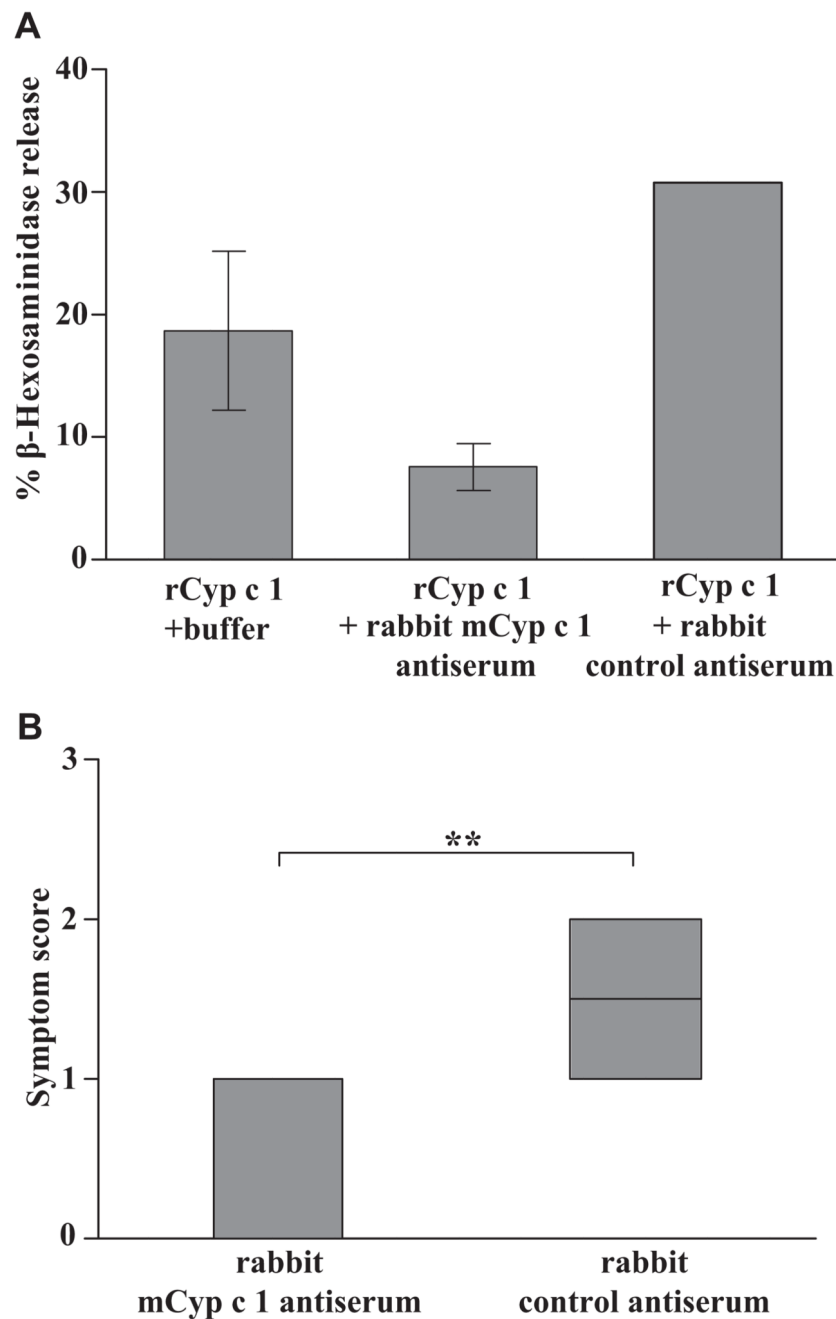 A
% β-Hexosaminidase release
40
30
20
10
0
rCyp c 1
+buffer
rCyp c 1
+ rabbit mCyp c 1
antiserum
rCyp c 1
+ rabbit
control antiserum
B
Symptom score
3
2
1
0
**
rabbit
mCyp c 1 antiserum
rabbit
control antiserum